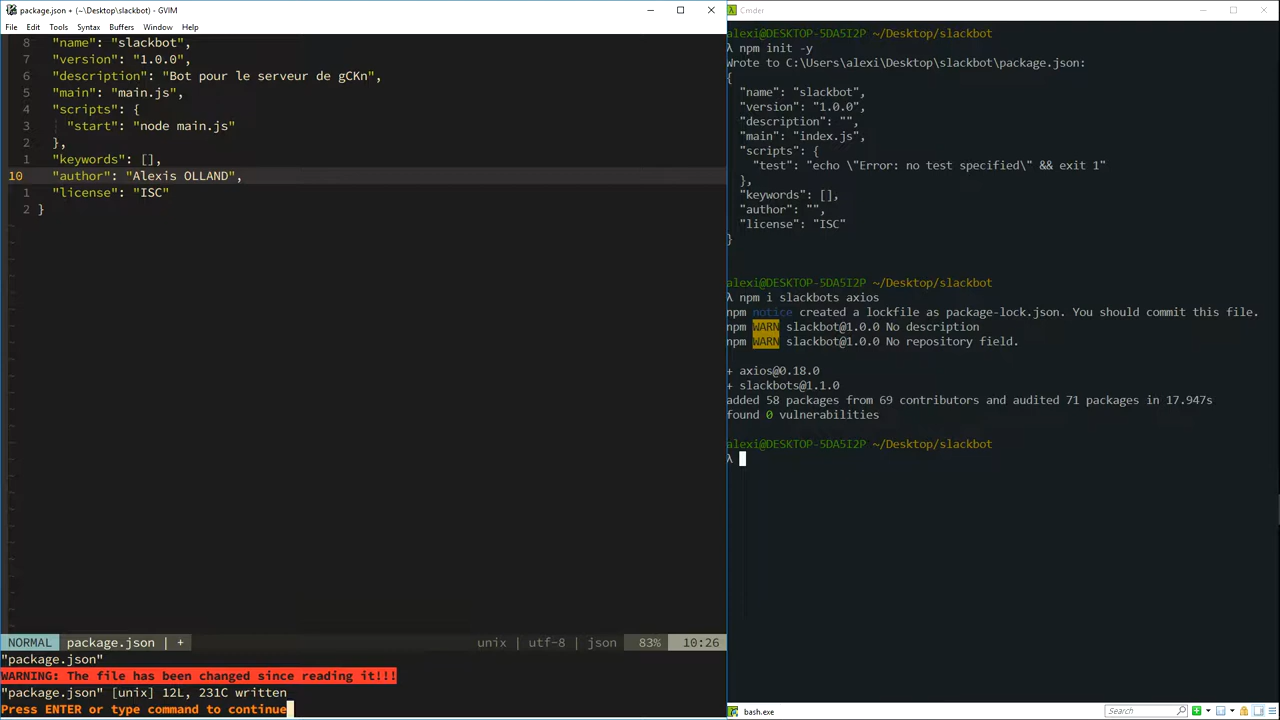 package.json + (~\Desktop\slackbot) - GVIM
File Edit Tools Syntax Buffers Window Help
8 "name": "slackbot",
7 "version": "1.0.0",
6 "description": "Bot pour le serveur de gCKn",
5 "main": "main.js",
4 "scripts": {
3 "start": "node main.js"
2 },
1 "keywords": [],
10 "author": "Alexis OLLAND",
1 "license": "ISC"
2 }
NORMAL package.json | + unix | utf-8 | json 83% 10:26
"package.json"
WARNING: The file has been changed since reading it!!!
"package.json" [unix] 12L, 231C written
Press ENTER or type command to continue
Cmder
alexi@DESKTOP-5DA5I2P ~/Desktop/slackbot
λ npm init -y
Wrote to C:\Users\alexi\Desktop\slackbot\package.json:
{
"name": "slackbot",
"version": "1.0.0",
"description": "",
"main": "index.js",
"scripts": {
"test": "echo \"Error: no test specified\" && exit 1"
},
"keywords": [],
"author": "",
"license": "ISC"
}
alexi@DESKTOP-5DA5I2P ~/Desktop/slackbot
λ npm i slackbots axios
npm notice created a lockfile as package-lock.json. You should commit this file.
npm WARN slackbot@1.0.0 No description
npm WARN slackbot@1.0.0 No repository field.
+ axios@0.18.0
+ slackbots@1.1.0
added 58 packages from 69 contributors and audited 71 packages in 17.947s
found 0 vulnerabilities
alexi@DESKTOP-5DA5I2P ~/Desktop/slackbot
λ
bash.exe Search